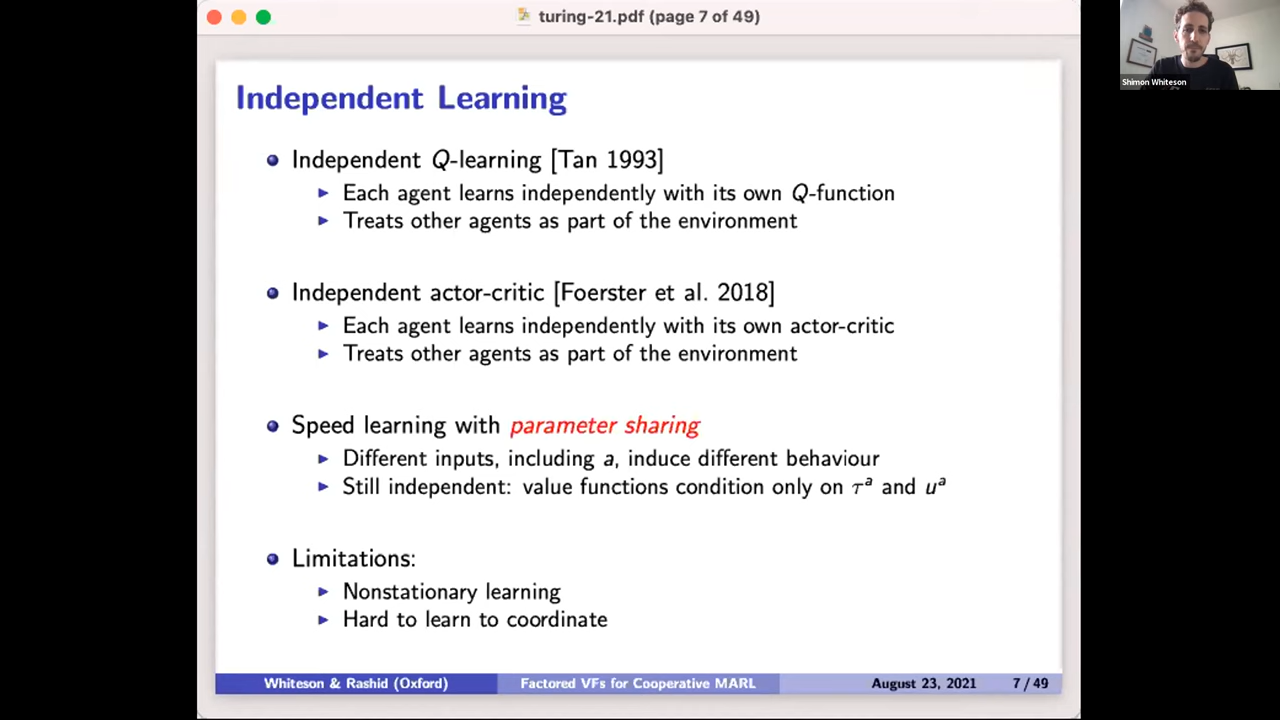 turing-21.pdf (page 7 of 49)
Shimon Whiteson
Independent Learning
Independent Q-learning [Tan 1993]
Each agent learns independently with its own Q-function
Treats other agents as part of the environment
Independent actor-critic [Foerster et al. 2018]
Each agent learns independently with its own actor-critic
Treats other agents as part of the environment
Speed learning with parameter sharing
Different inputs, including a, induce different behaviour
Still independent: value functions condition only on τᵃ and uᵃ
Limitations:
Nonstationary learning
Hard to learn to coordinate
Whiteson & Rashid (Oxford) Factored VFs for Cooperative MARL August 23, 2021 7 / 49